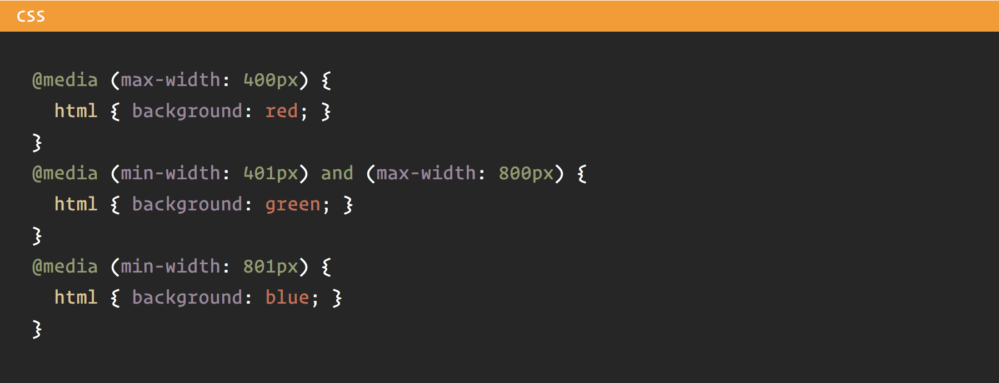 CSS
@media (max-width: 400px) {
  html { background: red; }
}
@media (min-width: 401px) and (max-width: 800px) {
  html { background: green; }
}
@media (min-width: 801px) {
  html { background: blue; }
}